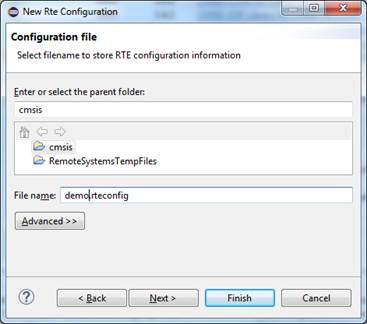 New Rte Configuration
Configuration file
Select filename to store RTE configuration information
Enter or select the parent folder:
cmsis
cmsis
RemoteSystemsTempFiles
File name: demo.rteconfig
Advanced >>
? < Back Next > Finish Cancel